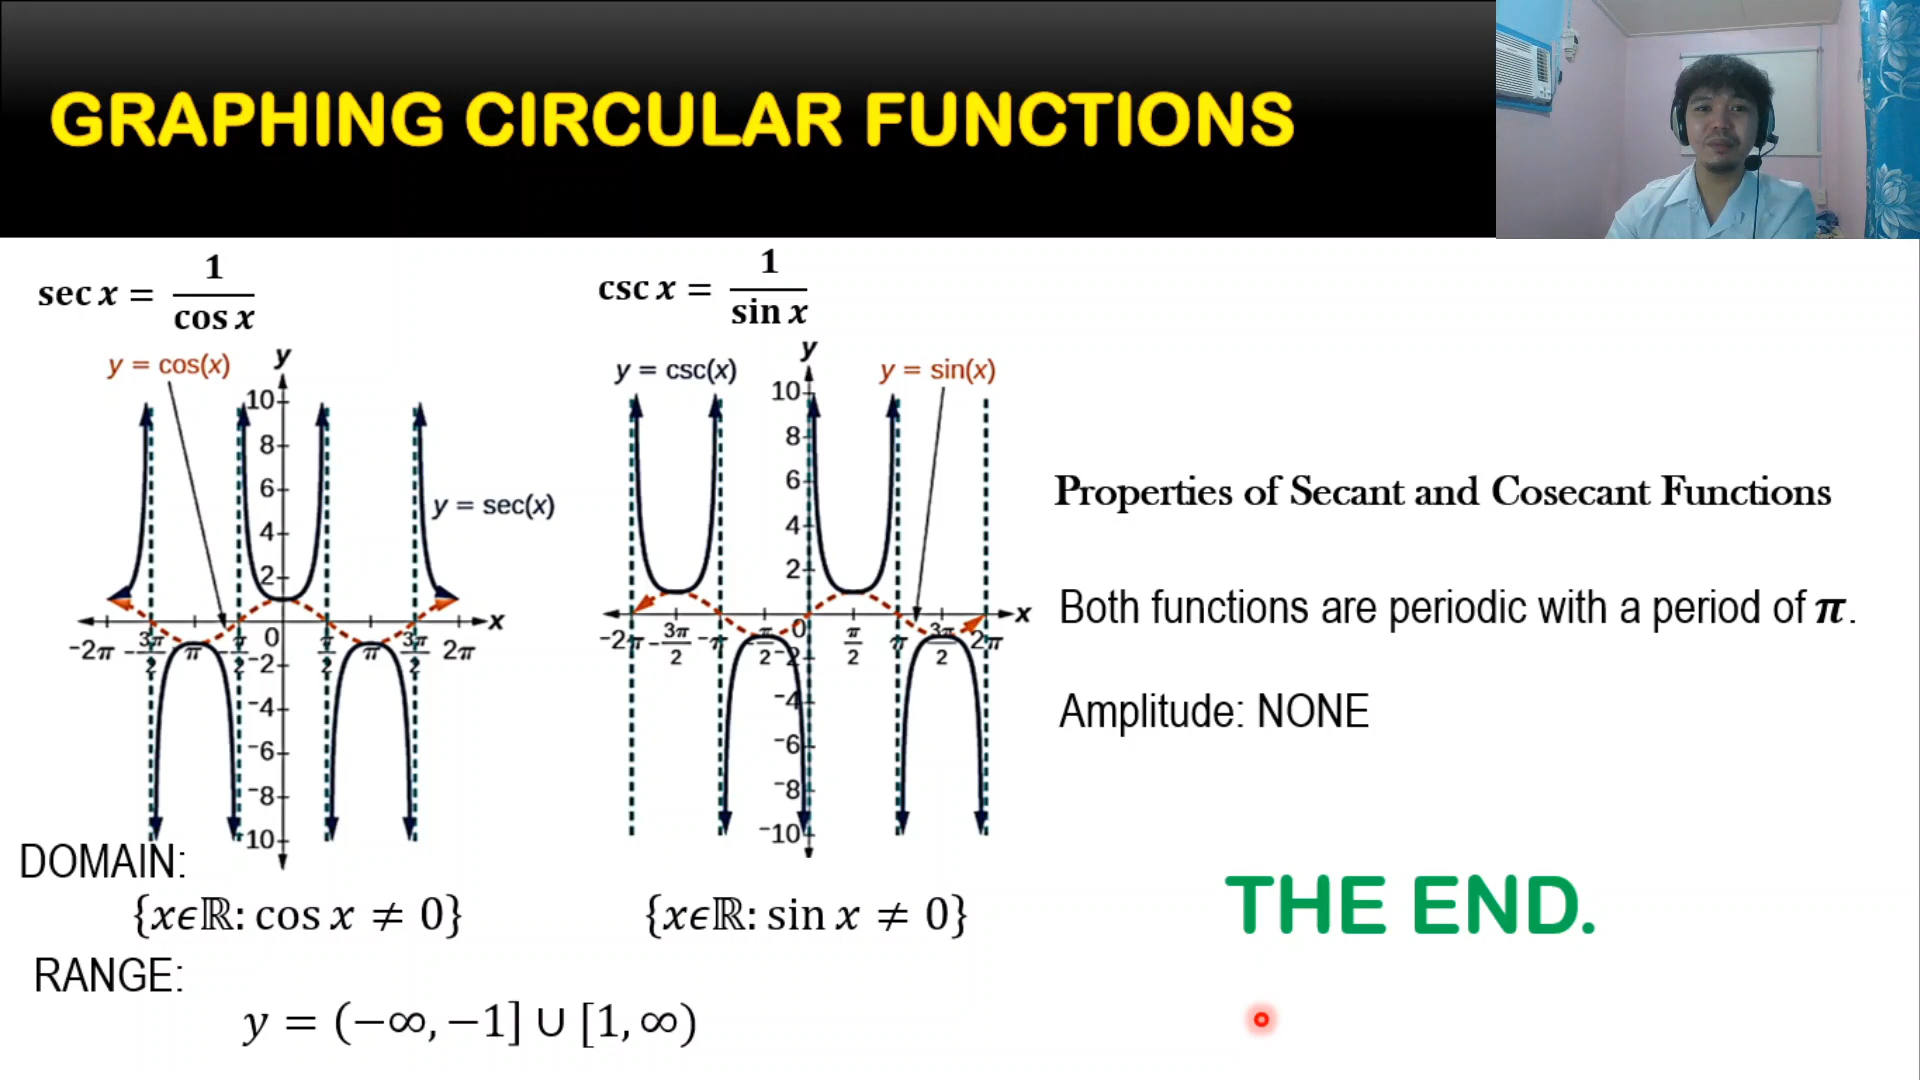 GRAPHING CIRCULAR FUNCTIONS
sec x = 1/cos x
csc x = 1/sin x
y = cos(x)
y
10
8
6
4
2
0
−2
−4
−6
−8
−10
y = sec(x)
x
−2π −3π/2 π −π/2 π/2 π 3π/2 2π
y = csc(x)
y = sin(x)
y
10
8
6
4
2
0
−2
−4
−6
−8
−10
x
−2π −3π/2 −π −π/2 π/2 π 3π/2 2π
Properties of Secant and Cosecant Functions
Both functions are periodic with a period of π.
Amplitude: NONE
DOMAIN:
{xϵℝ: cos x ≠ 0}
{xϵℝ: sin x ≠ 0}
RANGE:
y = (−∞, −1] ∪ [1, ∞)
THE END.